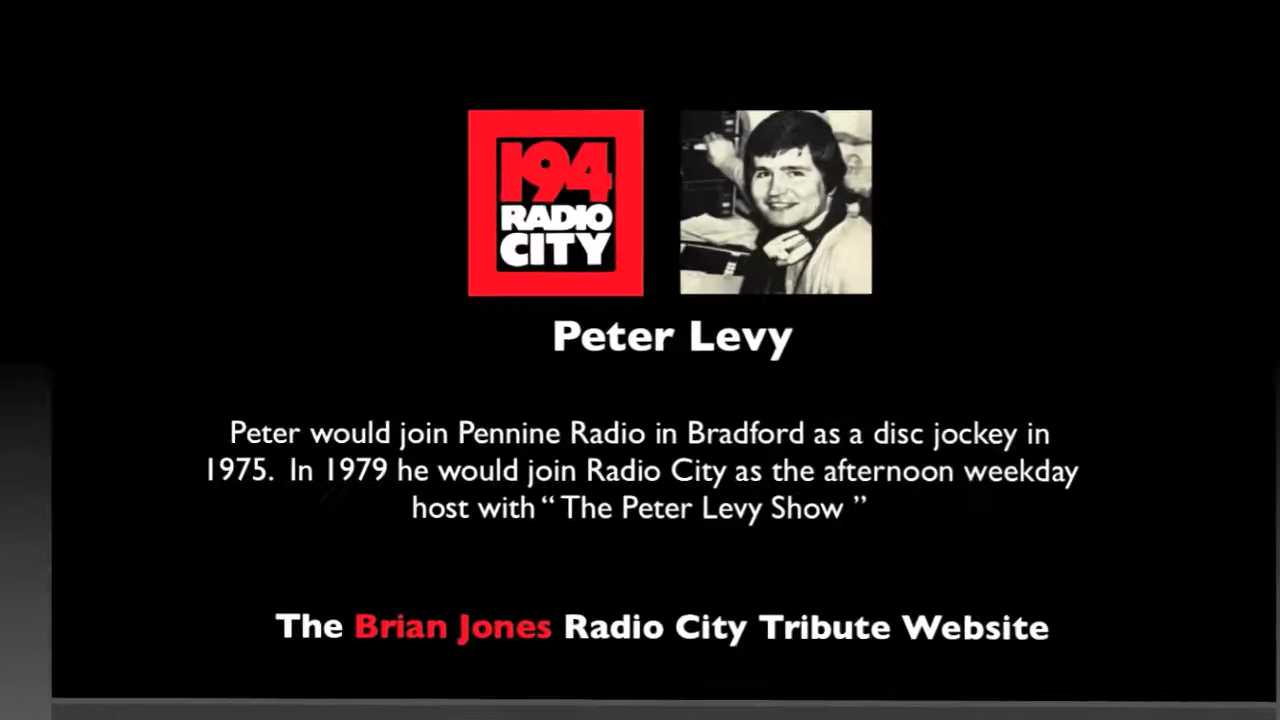 194
RADIO
CITY
Peter Levy
Peter would join Pennine Radio in Bradford as a disc jockey in
1975. In 1979 he would join Radio City as the afternoon weekday
host with “ The Peter Levy Show ”
The Brian Jones Radio City Tribute Website